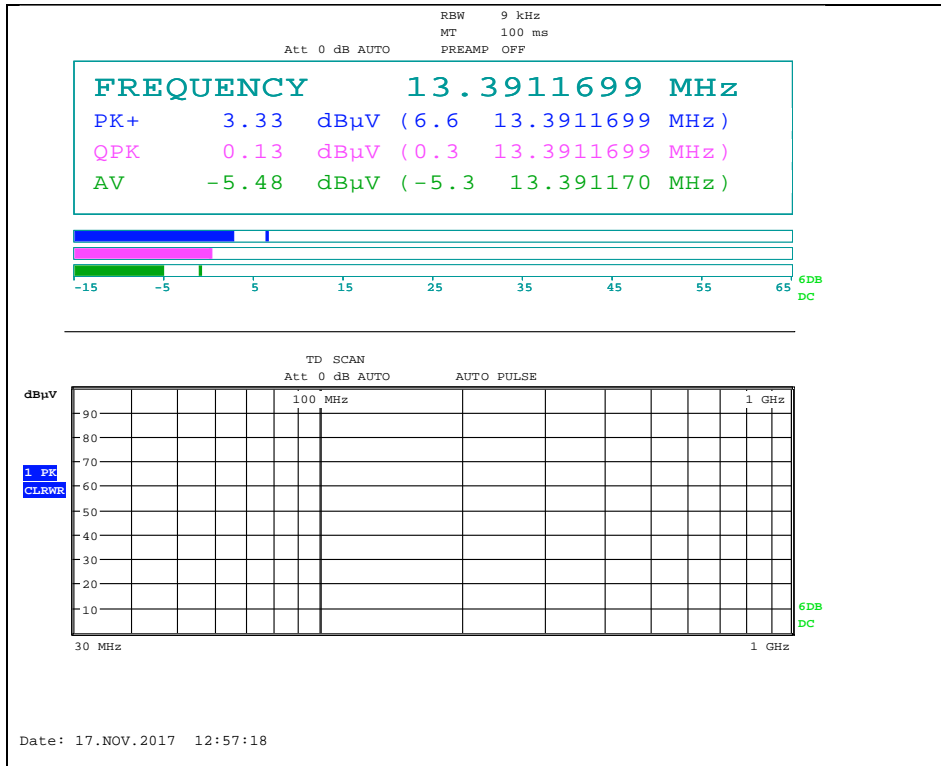 RBW 9 kHz
MT 100 ms
Att 0 dB AUTO PREAMP OFF
FREQUENCY 13.3911699 MHz
PK+ 3.33 dBµV (6.6 13.3911699 MHz)
QPK 0.13 dBµV (0.3 13.3911699 MHz)
AV -5.48 dBµV (-5.3 13.391170 MHz)
-15 -5 5 15 25 35 45 55 65
6DB
DC
TD SCAN
Att 0 dB AUTO AUTO PULSE
dBµV
100 MHz 1 GHz
90
80
70
1 PK
CLRWR
60
50
40
30
20
10
6DB
DC
30 MHz 1 GHz
Date: 17.NOV.2017 12:57:18